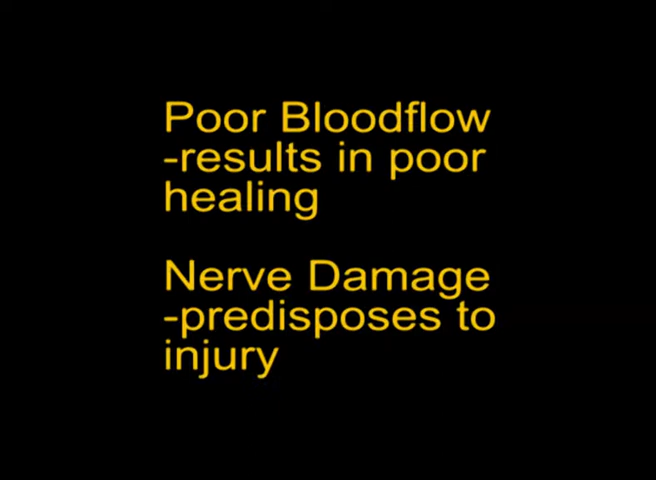 Poor Bloodflow
-results in poor
healing
Nerve Damage
-predisposes to
injury